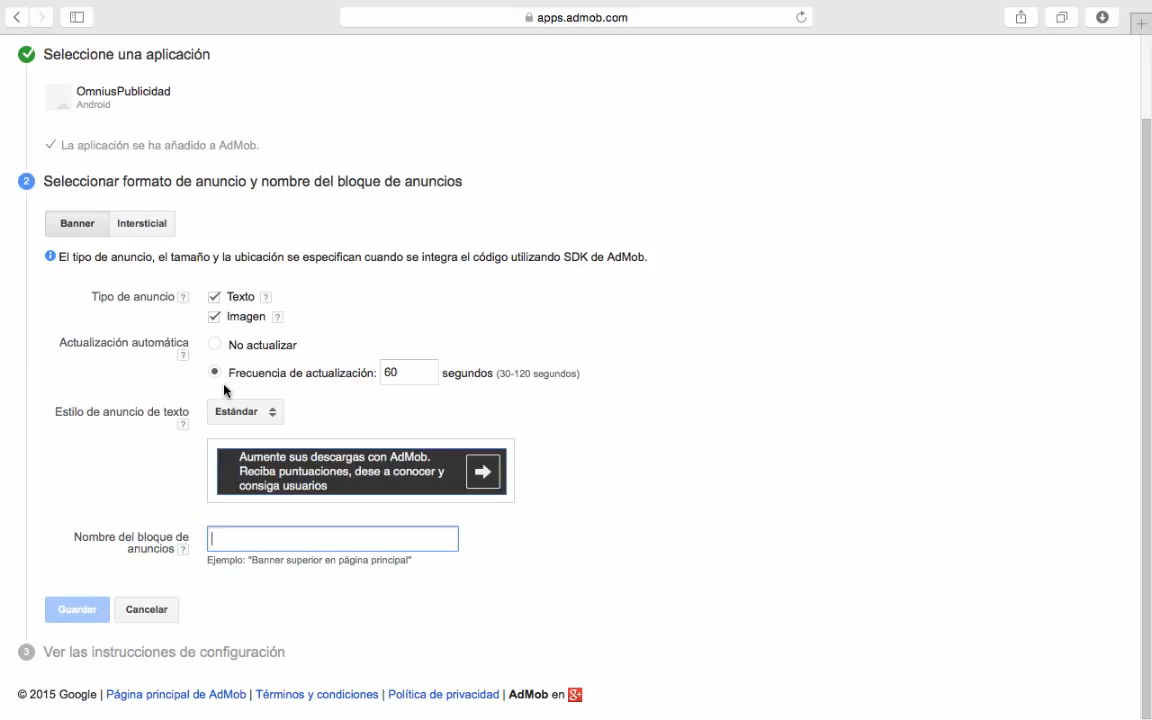 apps.admob.com
Seleccione una aplicación
OmniusPublicidad
Android
La aplicación se ha añadido a AdMob.
2 Seleccionar formato de anuncio y nombre del bloque de anuncios
Banner Intersticial
El tipo de anuncio, el tamaño y la ubicación se especifican cuando se integra el código utilizando SDK de AdMob.
Tipo de anuncio ? Texto ?
Imagen ?
Actualización automática ? No actualizar
Frecuencia de actualización: 60 segundos (30-120 segundos)
Estilo de anuncio de texto ? Estándar
Aumente sus descargas con AdMob.
Reciba puntuaciones, dese a conocer y
consiga usuarios
Nombre del bloque de
anuncios ?
Ejemplo: "Banner superior en página principal"
Guardar Cancelar
3 Ver las instrucciones de configuración
© 2015 Google | Página principal de AdMob | Términos y condiciones | Política de privacidad | AdMob en g+